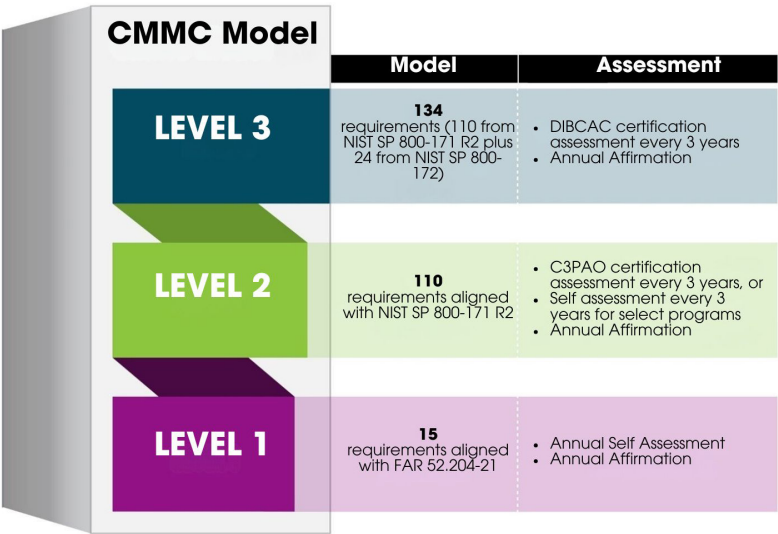 CMMC Model
Model
Assessment
LEVEL 3
134
requirements (110 from
NIST SP 800-171 R2 plus
24 from NIST SP 800-
172)
• DIBCAC certification
assessment every 3 years
• Annual Affirmation
LEVEL 2
110
requirements aligned
with NIST SP 800-171 R2
• C3PAO certification
assessment every 3 years, or
• Self assessment every 3
years for select programs
• Annual Affirmation
LEVEL 1
15
requirements aligned
with FAR 52.204-21
• Annual Self Assessment
• Annual Affirmation